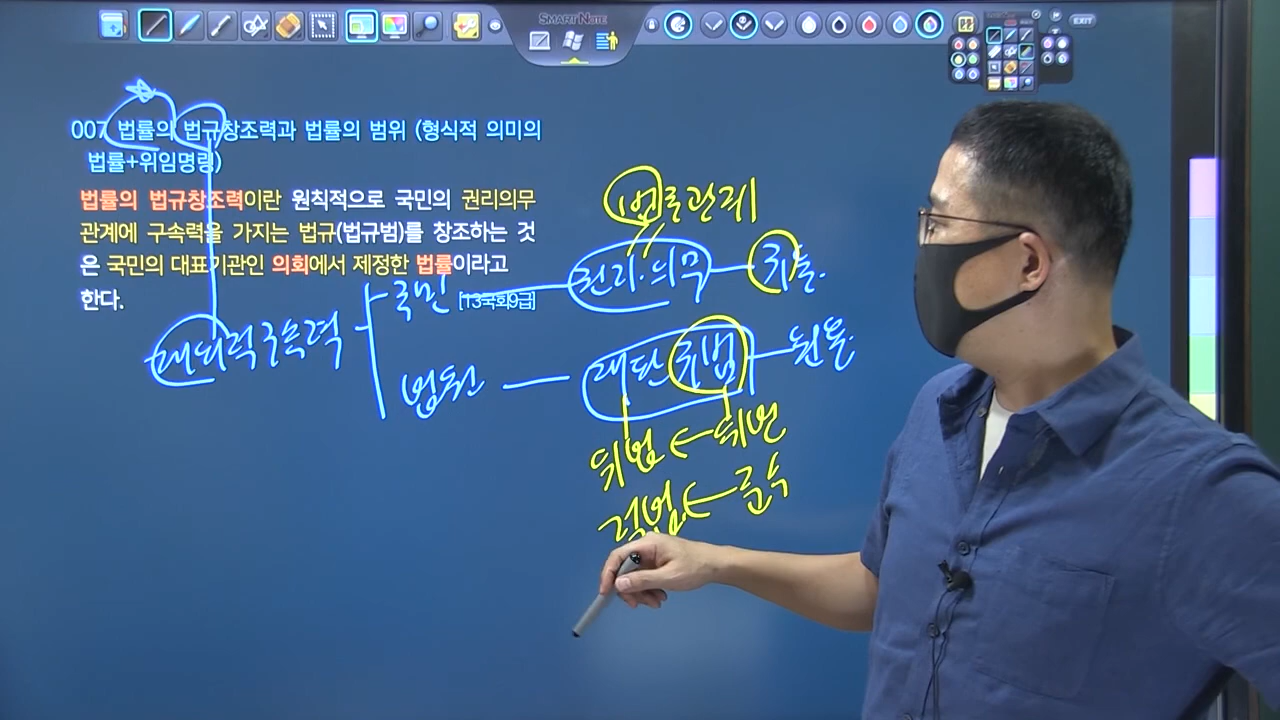 SMART NOTE
EXIT
007 법률의 법규창조력과 법률의 범위 (형식적 의미의
법률+위임명령)
법률의 법규창조력이란 원칙적으로 국민의 권리의무
관계에 구속력을 가지는 법규(법규범)를 창조하는 것
은 국민의 대표기관인 의회에서 제정한 법률이라고
한다. [13국회9급]
법률관계
국민 권리·의무
대외적 구속력
법원 재판
위법 ← 위반
적법 ← 준수